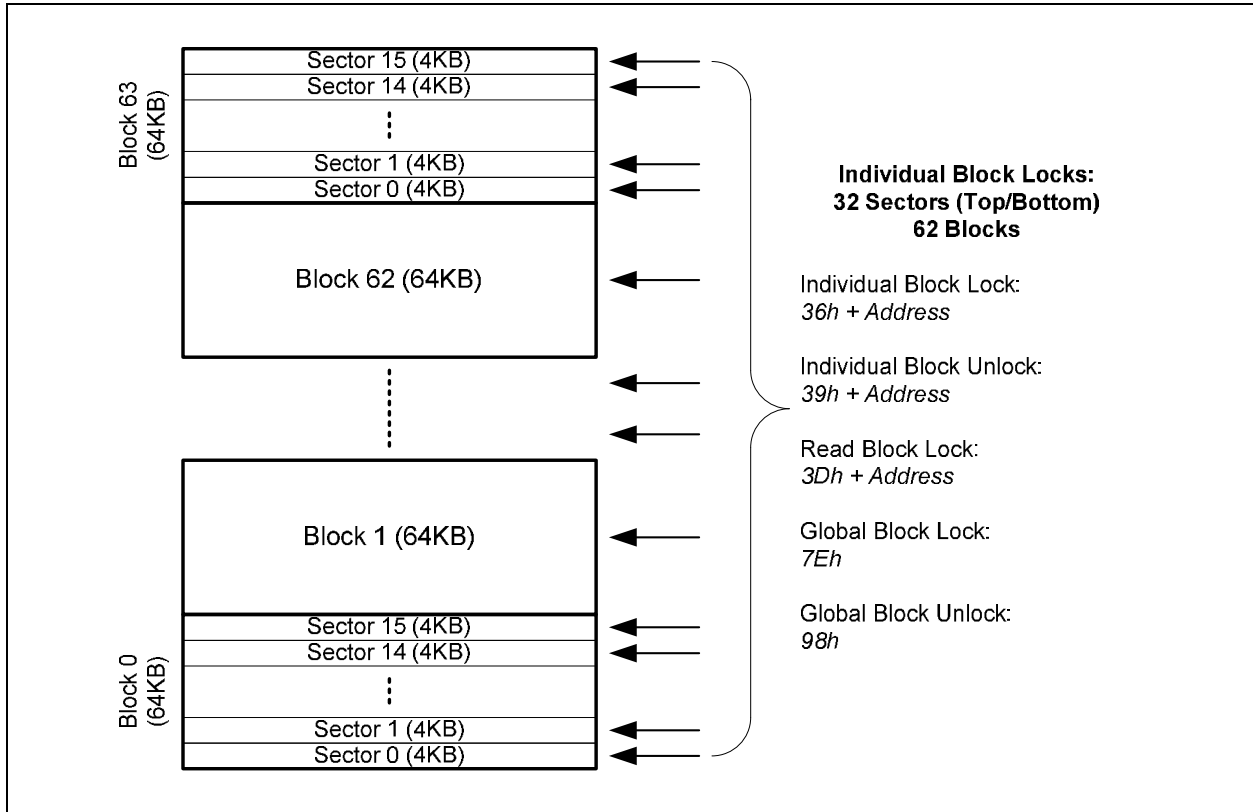 Block 63
(64KB)
Sector 15 (4KB)
Sector 14 (4KB)
Sector 1 (4KB)
Sector 0 (4KB)
Block 62 (64KB)
Block 1 (64KB)
Block 0
(64KB)
Sector 15 (4KB)
Sector 14 (4KB)
Sector 1 (4KB)
Sector 0 (4KB)
Individual Block Locks:
32 Sectors (Top/Bottom)
62 Blocks
Individual Block Lock:
36h + Address
Individual Block Unlock:
39h + Address
Read Block Lock:
3Dh + Address
Global Block Lock:
7Eh
Global Block Unlock:
98h